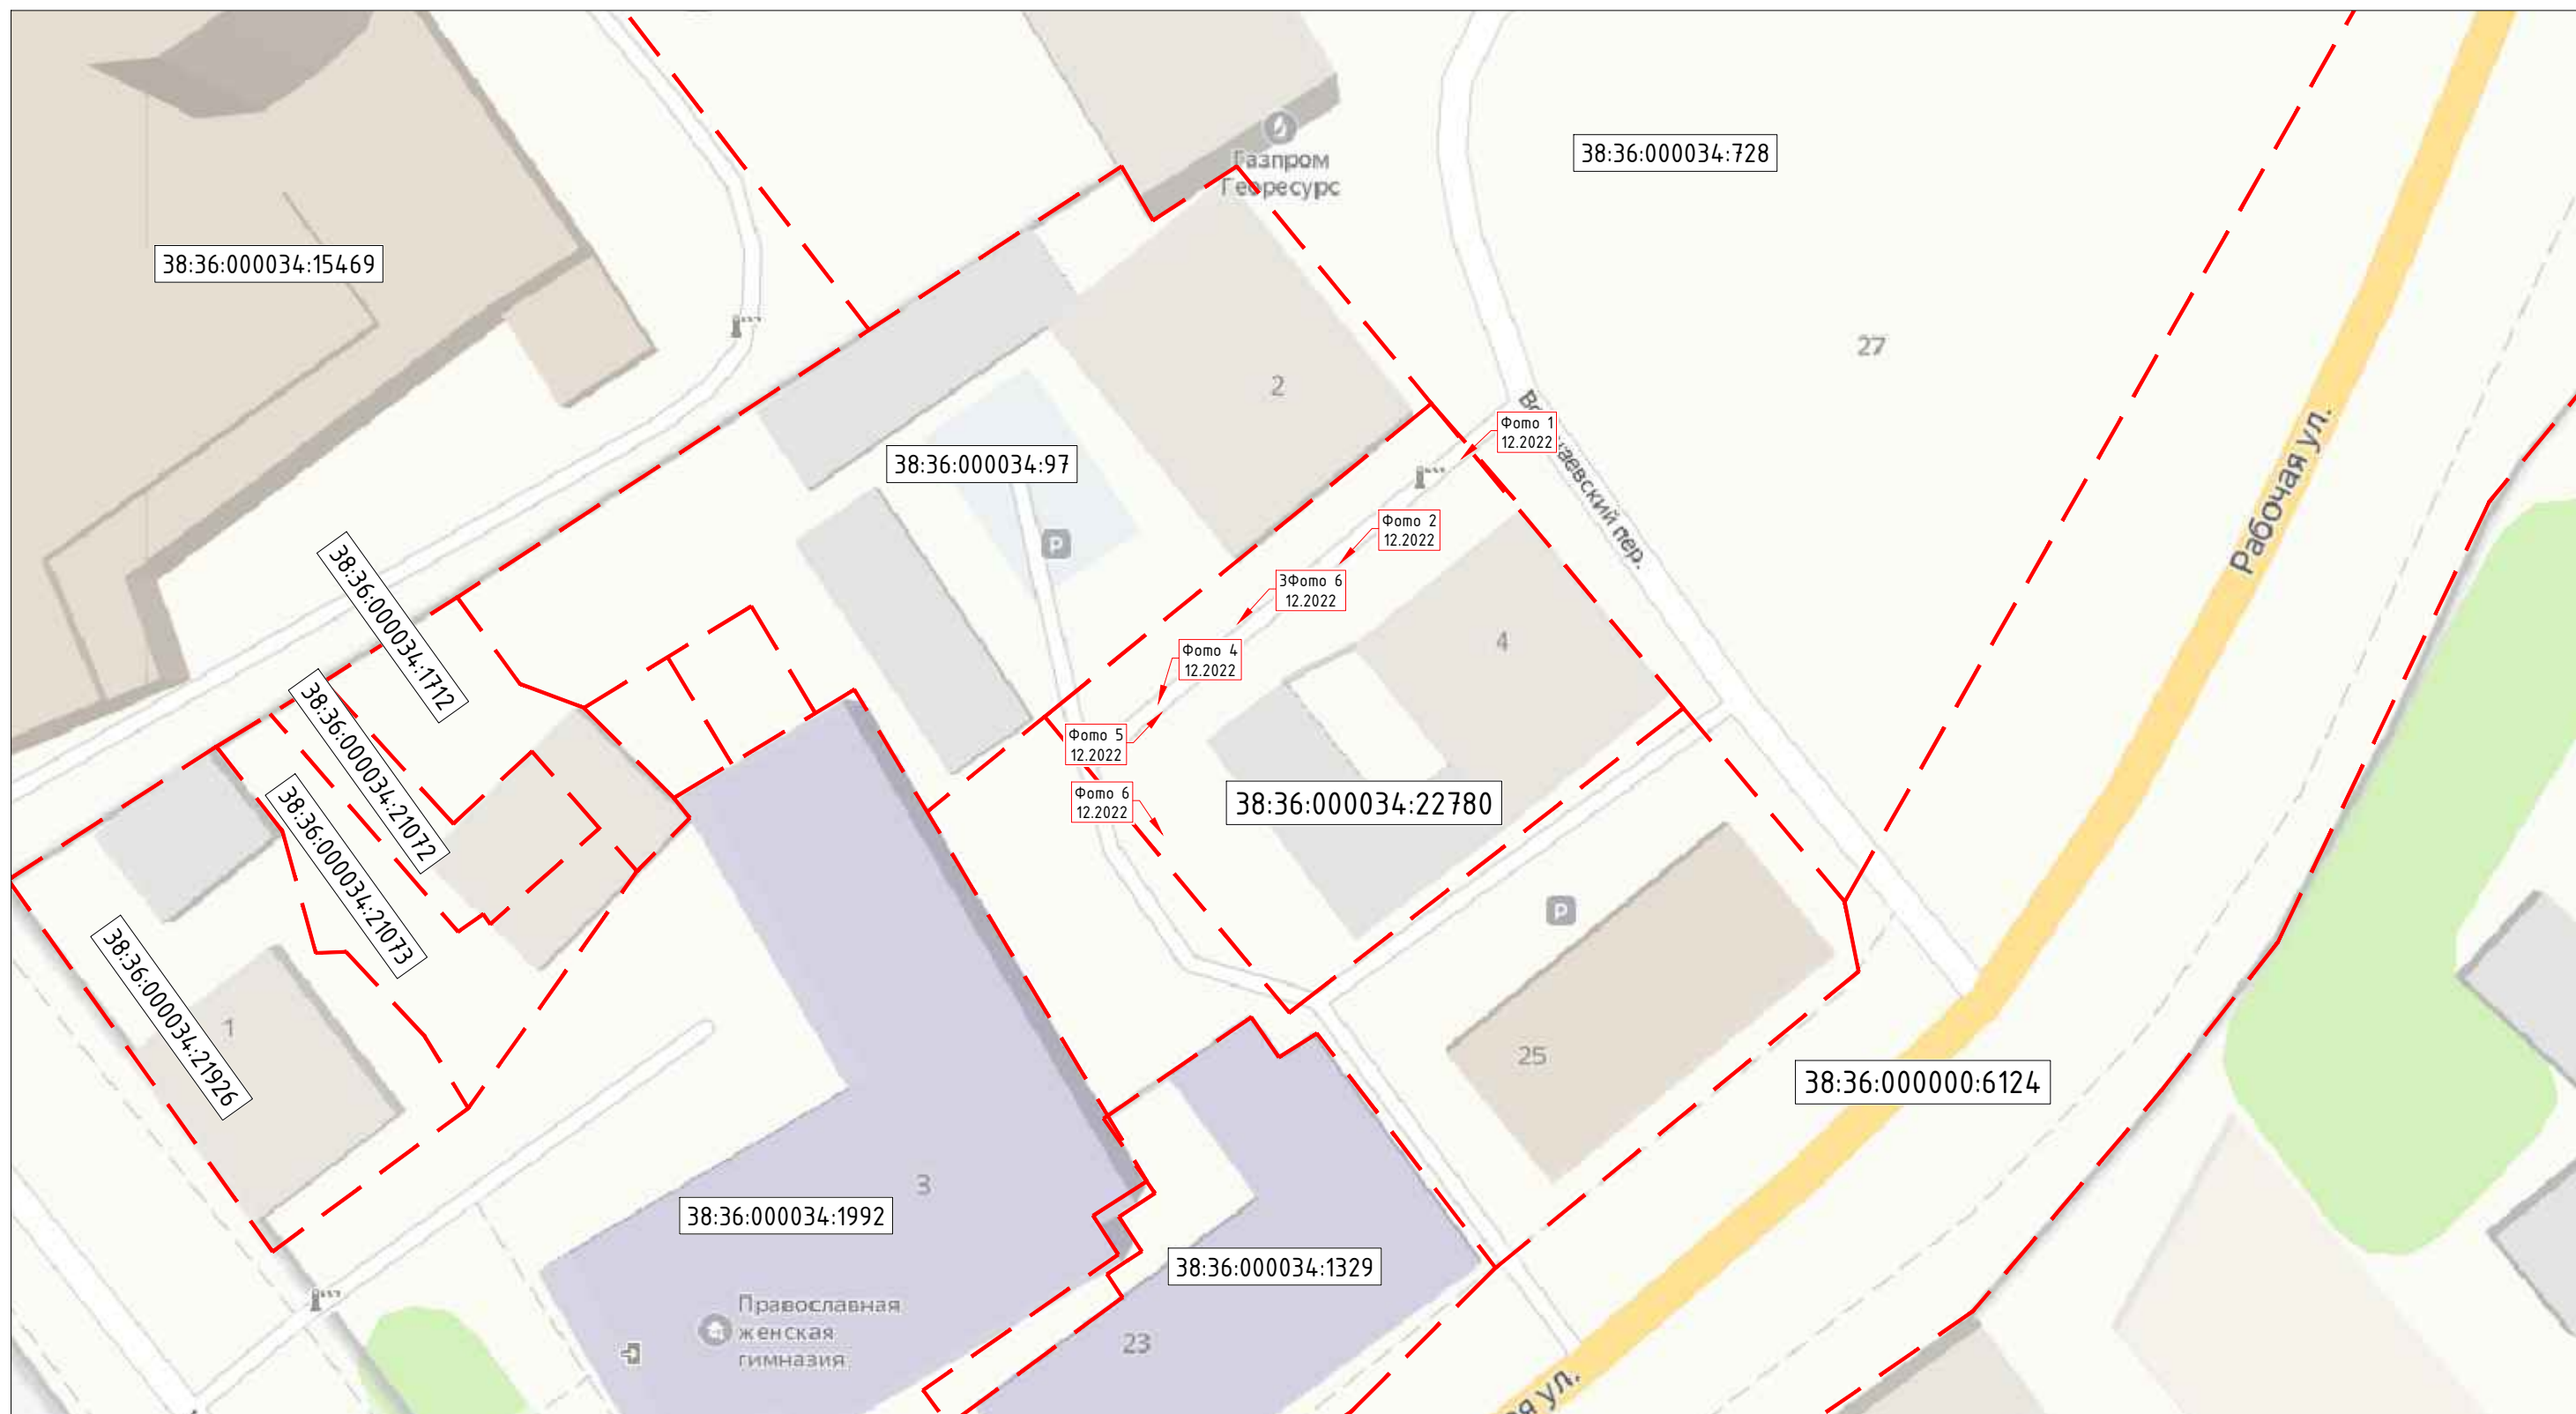 Газпром
Георесурс
38:36:000034:728
38:36:000034:15469
27
2
Фото 1
12.2022
38:36:000034:97
Рабочая ул.
P
Фото 2
12.2022
3Фото 6
12.2022
38:36:000034:1712
4
Фото 4
12.2022
38:36:000034:21072
Фото 5
12.2022
Фото 6
12.2022
38:36:000034:22780
38:36:000034:21073
P
38:36:000034:21926
1
25
38:36:000000:6124
3
38:36:000034:1992
38:36:000034:1329
Православная
женская
гимназия
23
ул.